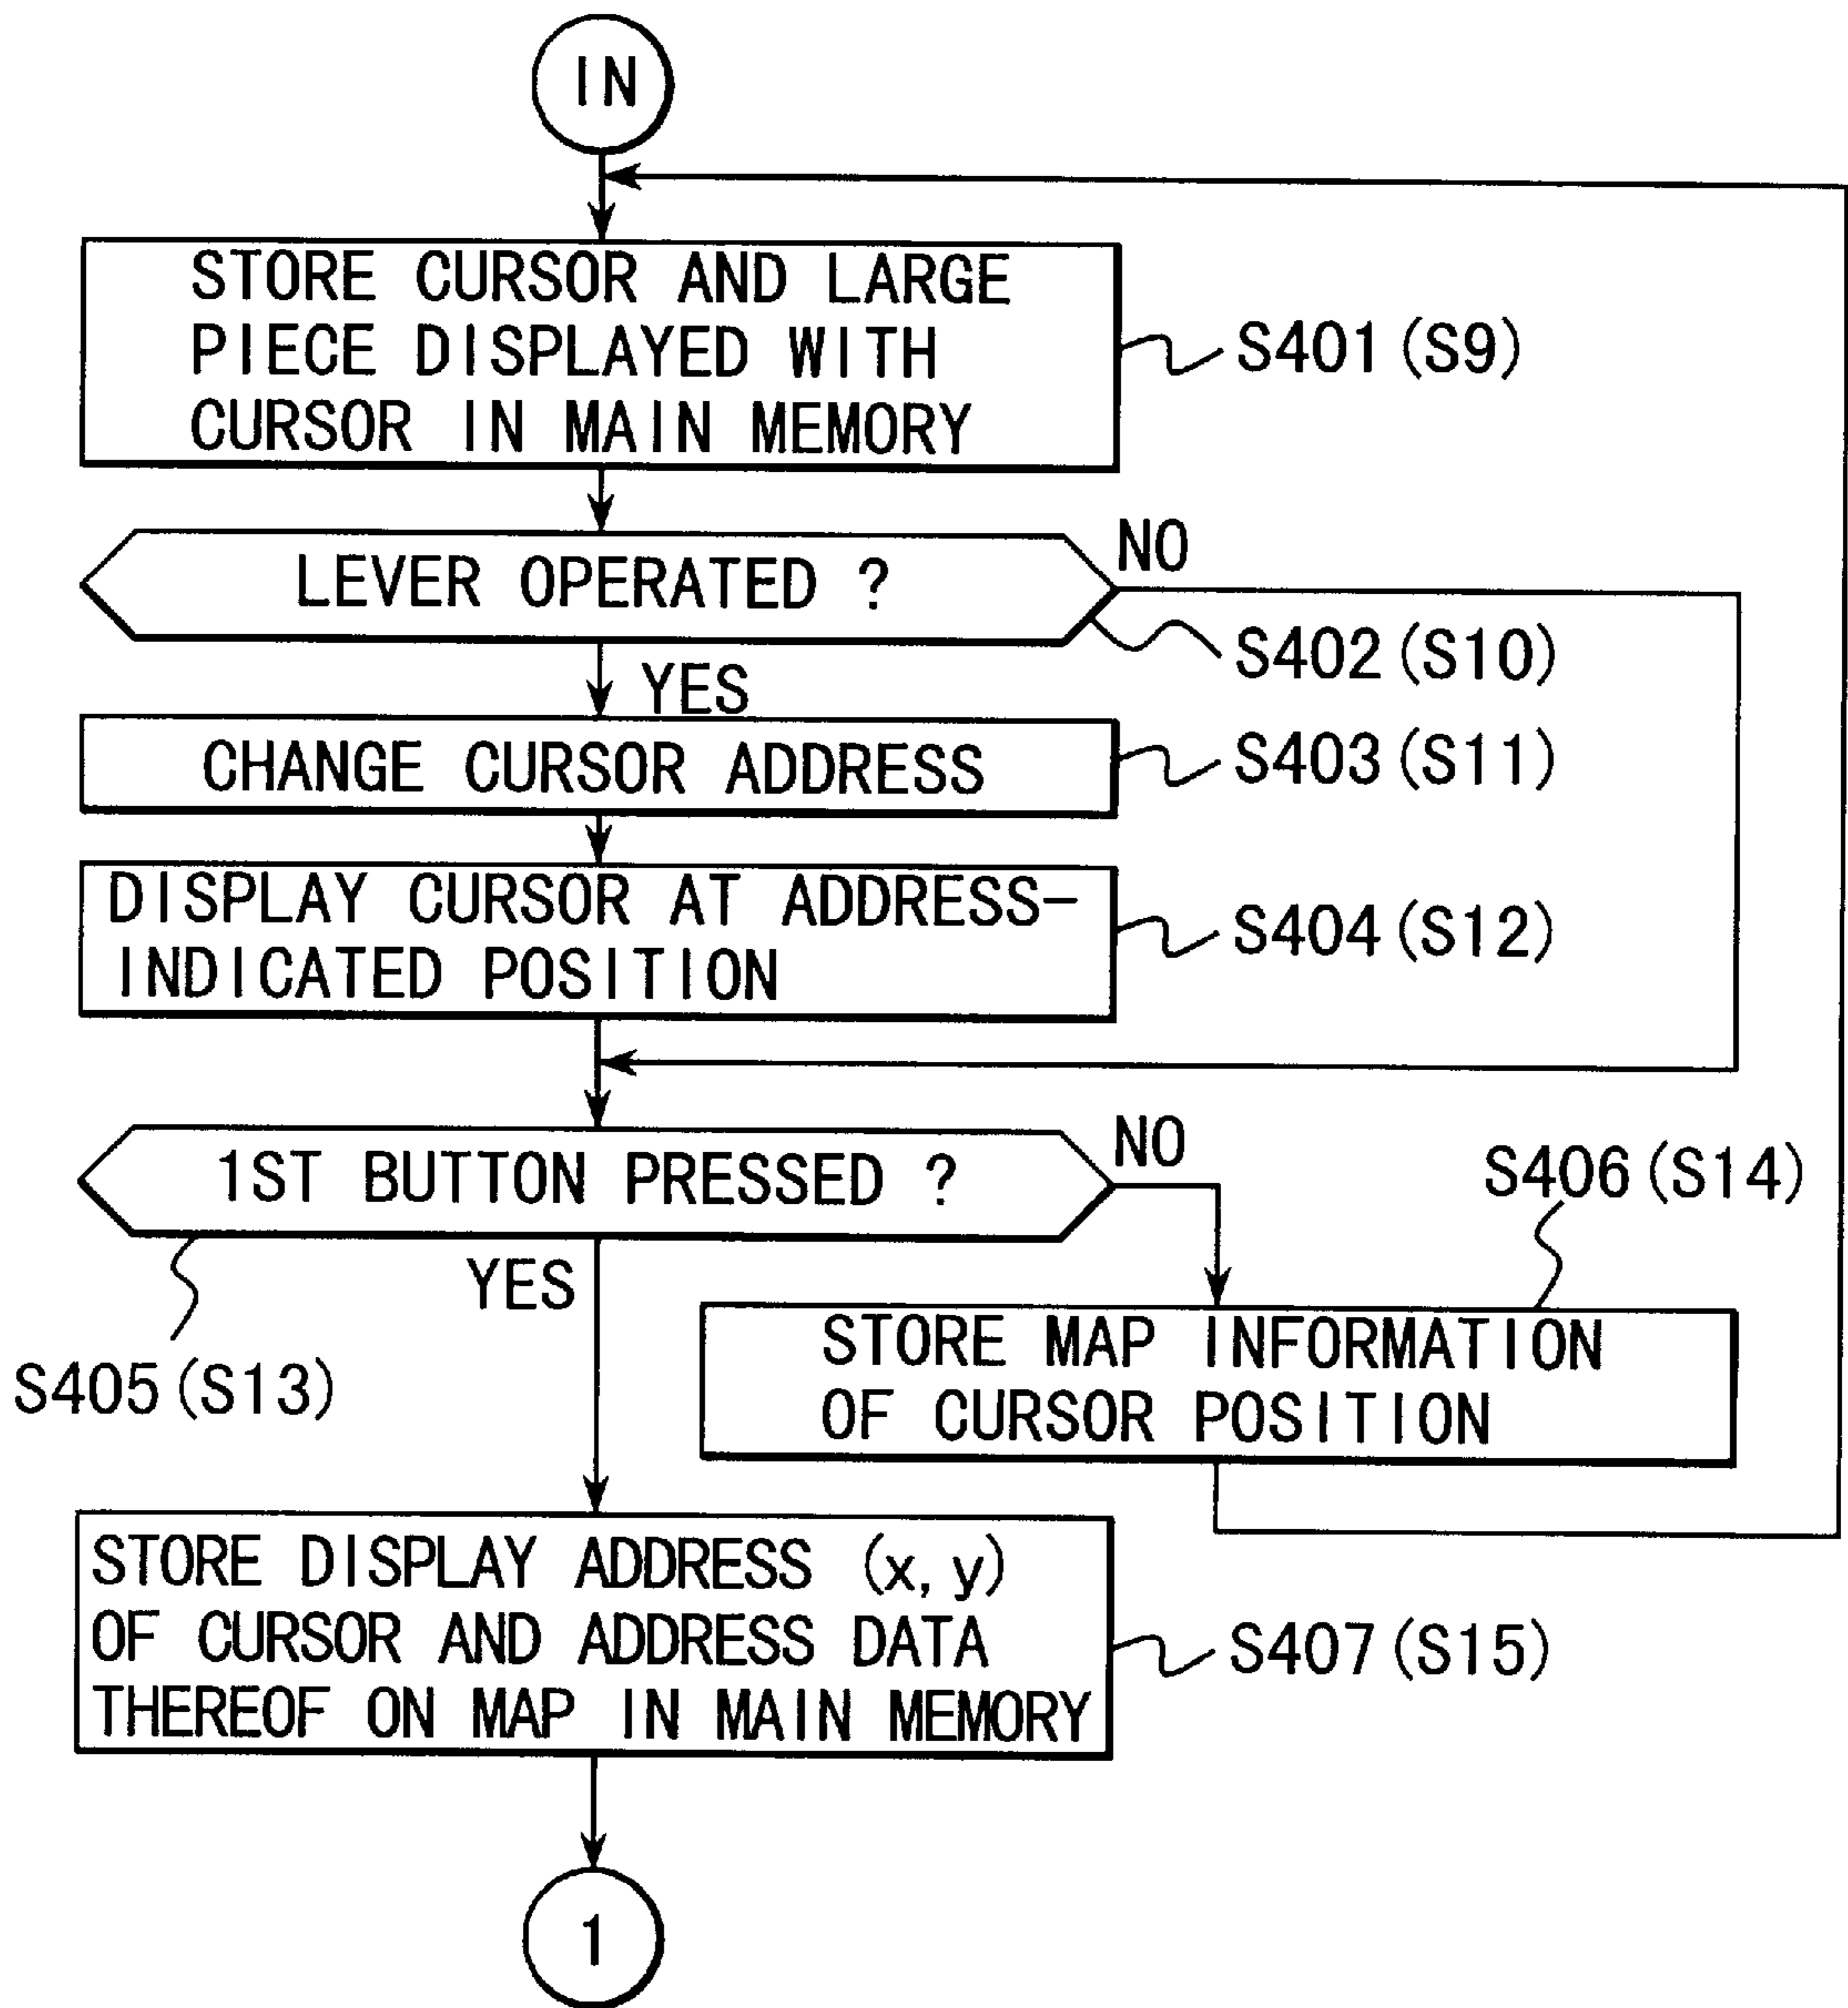 IN
STORE CURSOR AND LARGE
PIECE DISPLAYED WITH
CURSOR IN MAIN MEMORY
S401 (S9)
LEVER OPERATED ?
NO
S402 (S10)
YES
CHANGE CURSOR ADDRESS
S403 (S11)
DISPLAY CURSOR AT ADDRESS-
INDICATED POSITION
S404 (S12)
1ST BUTTON PRESSED ?
NO
S406 (S14)
YES
S405 (S13)
STORE MAP INFORMATION
OF CURSOR POSITION
STORE DISPLAY ADDRESS (x, y)
OF CURSOR AND ADDRESS DATA
THEREOF ON MAP IN MAIN MEMORY
S407 (S15)
1